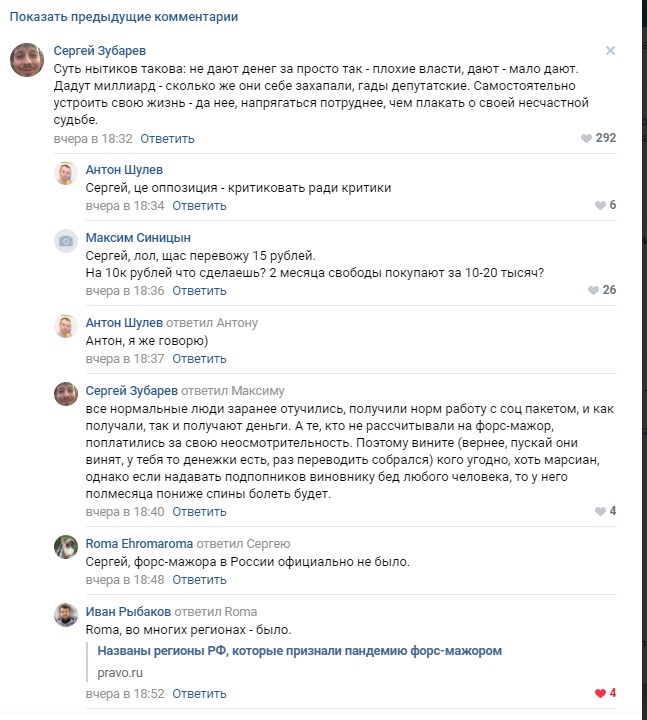 Показать предыдущие комментарии
Сергей Зубарев
Суть нытиков такова: не дают денег за просто так - плохие власти, дают - мало дают.
Дадут миллиард - сколько же они себе захапали, гады депутатские. Самостоятельно
устроить свою жизнь - да нее, напрягаться потруднее, чем плакать о своей несчастной
судьбе.
вчера в 18:32 Ответить 292
Антон Шулев
Сергей, це оппозиция - критиковать ради критики
вчера в 18:34 Ответить 6
Максим Синицын
Сергей, лол, щас перевожу 15 рублей.
На 10к рублей что сделаешь? 2 месяца свободы покупают за 10-20 тысяч?
вчера в 18:36 Ответить 26
Антон Шулев ответил Антону
Антон, я же говорю)
вчера в 18:37 Ответить
Сергей Зубарев ответил Максиму
все нормальные люди заранее отучились, получили норм работу с соц пакетом, и как
получали, так и получают деньги. А те, кто не рассчитывали на форс-мажор,
поплатились за свою неосмотрительность. Поэтому вините (вернее, пускай они
винят, у тебя то денежки есть, раз переводить собрался) кого угодно, хоть марсиан,
однако если надавать подпопников виновнику бед любого человека, то у него
полмесяца пониже спины болеть будет.
вчера в 18:40 Ответить 4
Roma Ehromaroma ответил Сергею
Сергей, форс-мажора в России официально не было.
вчера в 18:48 Ответить
Иван Рыбаков ответил Roma
Roma, во многих регионах - было.
Названы регионы РФ, которые признали пандемию форс-мажором
pravo.ru
вчера в 18:52 Ответить 4